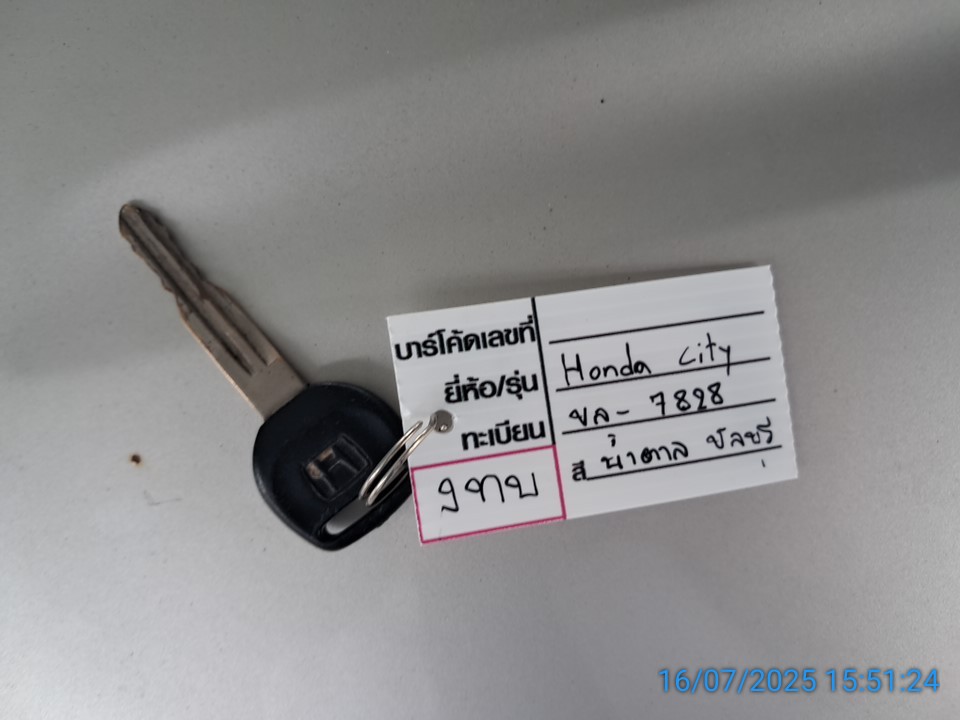 บาร์โค้ดเลขที่
ยี่ห้อ/รุ่น Honda City
ทะเบียน ขล - 7828
สี น้ำตาล ชลบุรี
งทบ
16/07/2025 15:51:24